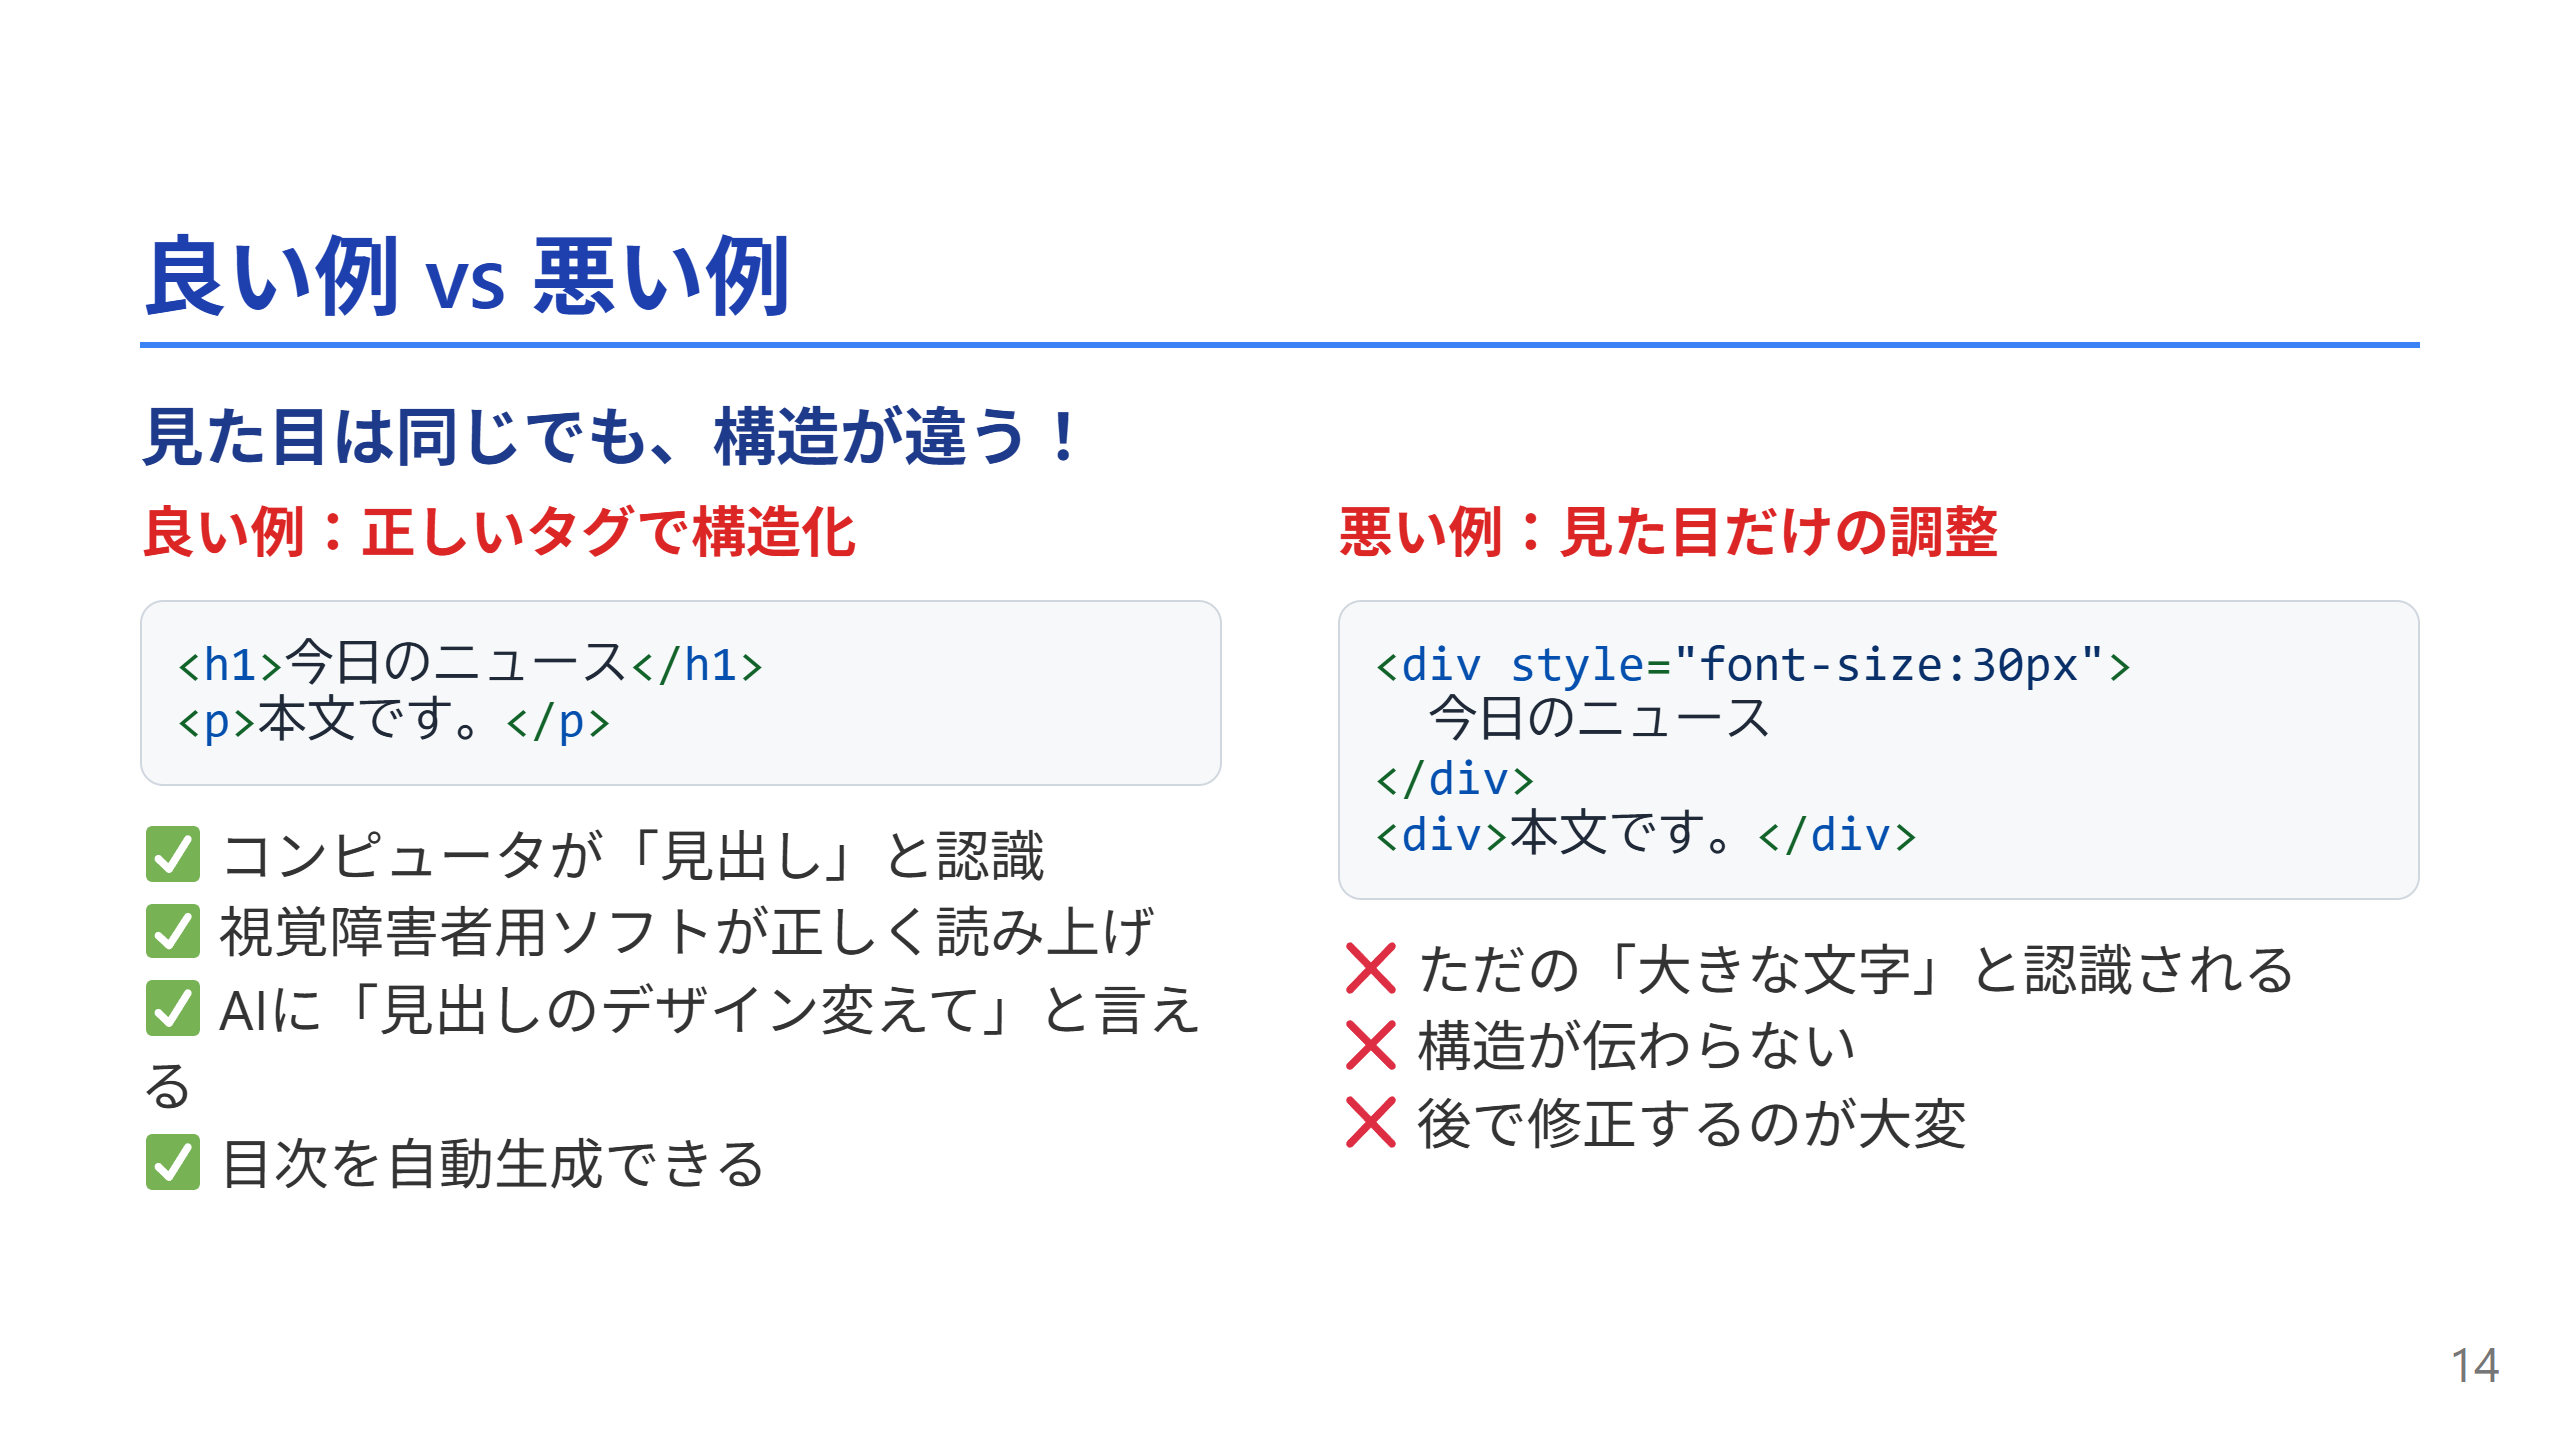 良い例 vs 悪い例
見た目は同じでも、構造が違う！
良い例：正しいタグで構造化
<h1>今日のニュース</h1>
<p>本文です。</p>
✅ コンピュータが「見出し」と認識
✅ 視覚障害者用ソフトが正しく読み上げ
✅ AIに「見出しのデザイン変えて」と言え
る
✅ 目次を自動生成できる
悪い例：見た目だけの調整
<div style="font-size:30px">
  今日のニュース
</div>
<div>本文です。</div>
❌ ただの「大きな文字」と認識される
❌ 構造が伝わらない
❌ 後で修正するのが大変
14